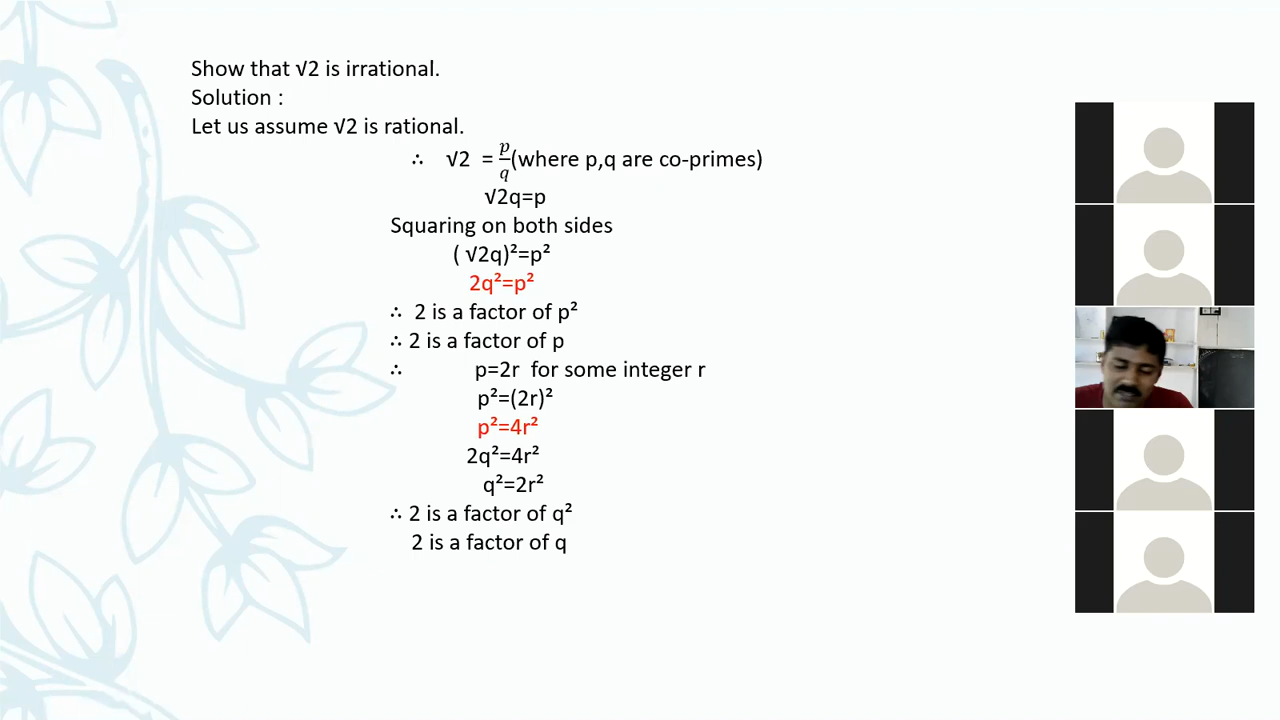 Show that √2 is irrational.
Solution :
Let us assume √2 is rational.
∴ √2 = p/q (where p,q are co-primes)
√2q=p
Squaring on both sides
( √2q)²=p²
2q²=p²
∴ 2 is a factor of p²
∴ 2 is a factor of p
∴ p=2r for some integer r
p²=(2r)²
p²=4r²
2q²=4r²
q²=2r²
∴ 2 is a factor of q²
2 is a factor of q